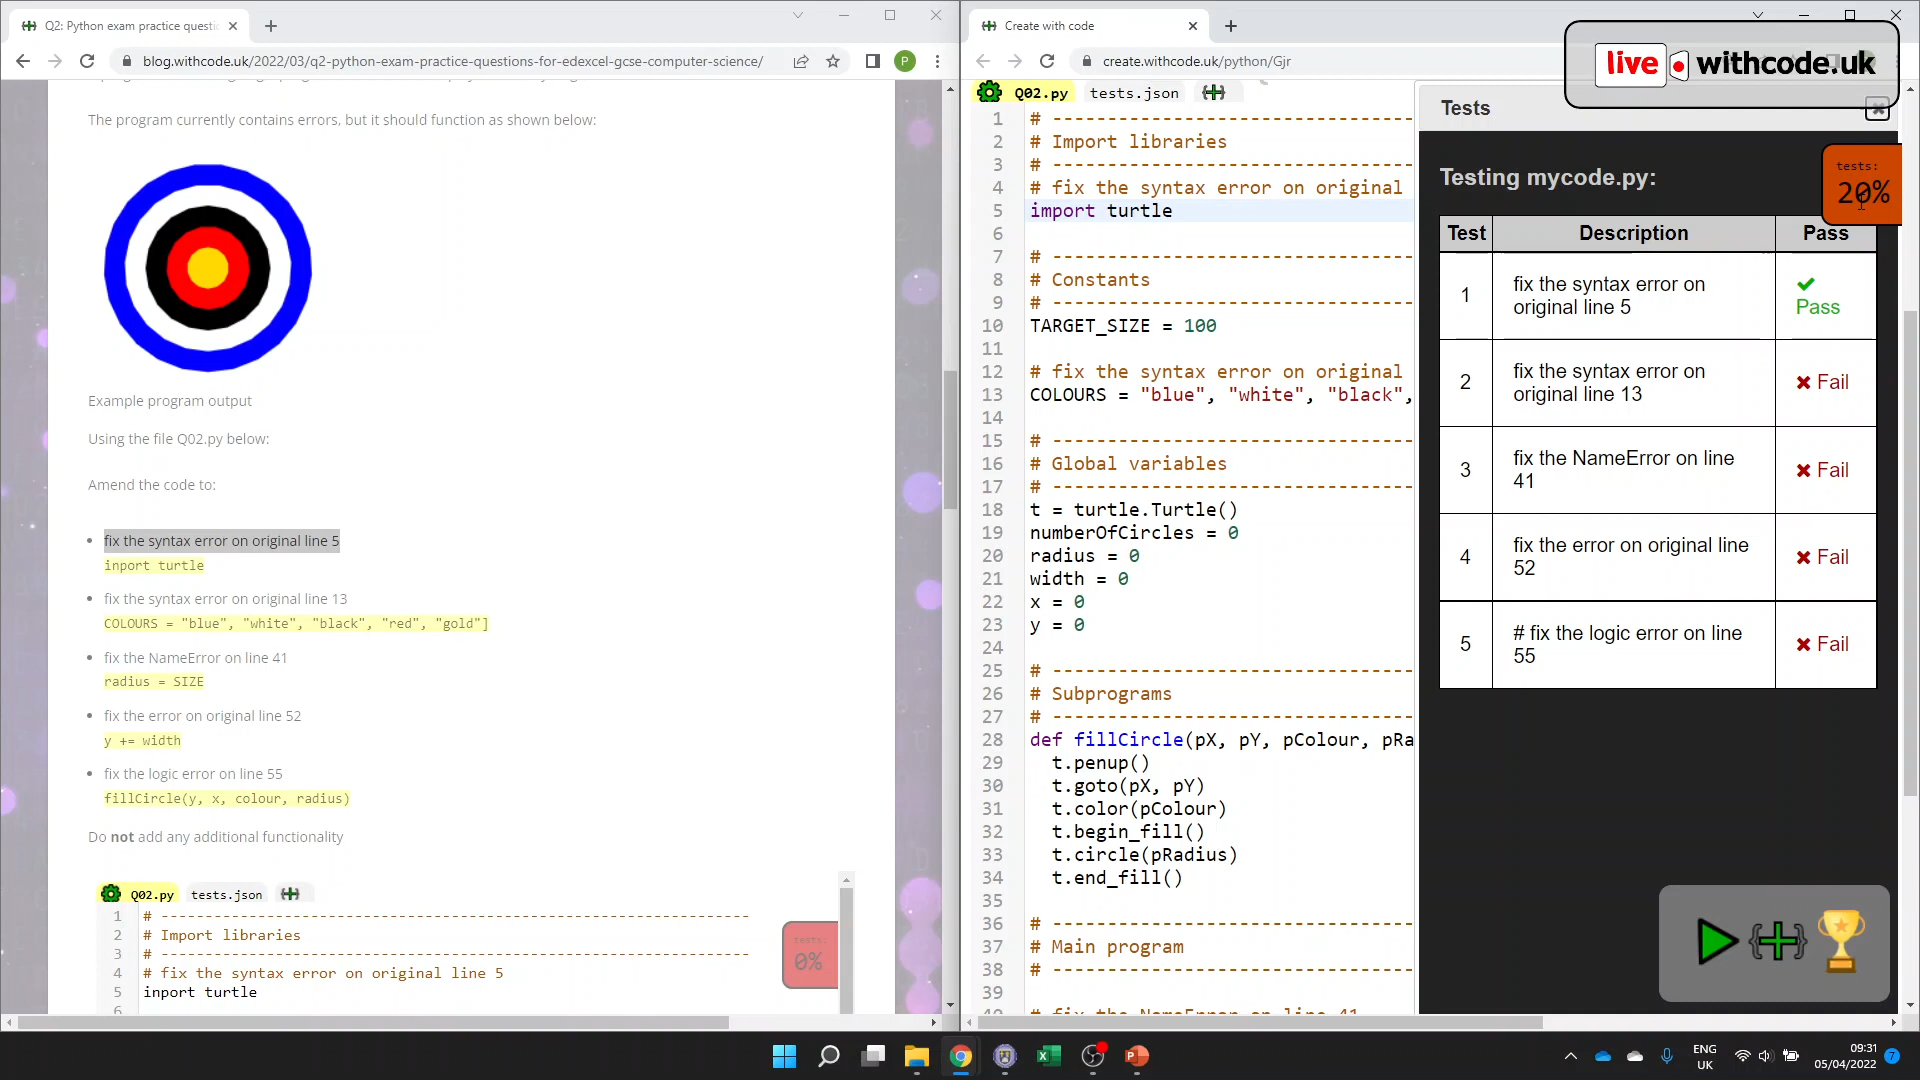 Q2: Python exam practice questi
blog.withcode.uk/2022/03/q2-python-exam-practice-questions-for-edexcel-gcse-computer-science/
P
The program currently contains errors, but it should function as shown below:
Example program output
Using the file Q02.py below:
Amend the code to:
fix the syntax error on original line 5
inport turtle
fix the syntax error on original line 13
COLOURS = "blue", "white", "black", "red", "gold"]
fix the NameError on line 41
radius = SIZE
fix the error on original line 52
y += width
fix the logic error on line 55
fillCircle(y, x, colour, radius)
Do not add any additional functionality
Q02.py tests.json
1 # ----------------------------------------------------------------
2 # Import libraries
3 # ----------------------------------------------------------------
4 # fix the syntax error on original line 5
5 inport turtle
6
tests:
0%
Create with code
create.withcode.uk/python/Gjr
live withcode.uk
Q02.py tests.json
1 # ---------------------------------
2 # Import libraries
3 # ---------------------------------
4 # fix the syntax error on original
5 import turtle
6
7 # ---------------------------------
8 # Constants
9 # ---------------------------------
10 TARGET_SIZE = 100
11
12 # fix the syntax error on original
13 COLOURS = "blue", "white", "black",
14
15 # ---------------------------------
16 # Global variables
17 # ---------------------------------
18 t = turtle.Turtle()
19 numberOfCircles = 0
20 radius = 0
21 width = 0
22 x = 0
23 y = 0
24
25 # ---------------------------------
26 # Subprograms
27 # ---------------------------------
28 def fillCircle(pX, pY, pColour, pRa
29 t.penup()
30 t.goto(pX, pY)
31 t.color(pColour)
32 t.begin_fill()
33 t.circle(pRadius)
34 t.end_fill()
35
36 # ---------------------------------
37 # Main program
38 # ---------------------------------
39
40 # fix the NameError on line 41
Tests
Testing mycode.py:
tests:
20%
Test Description Pass
1 fix the syntax error on original line 5 Pass
2 fix the syntax error on original line 13 Fail
3 fix the NameError on line 41 Fail
4 fix the error on original line 52 Fail
5 # fix the logic error on line 55 Fail
ENG
UK
09:31
05/04/2022
7